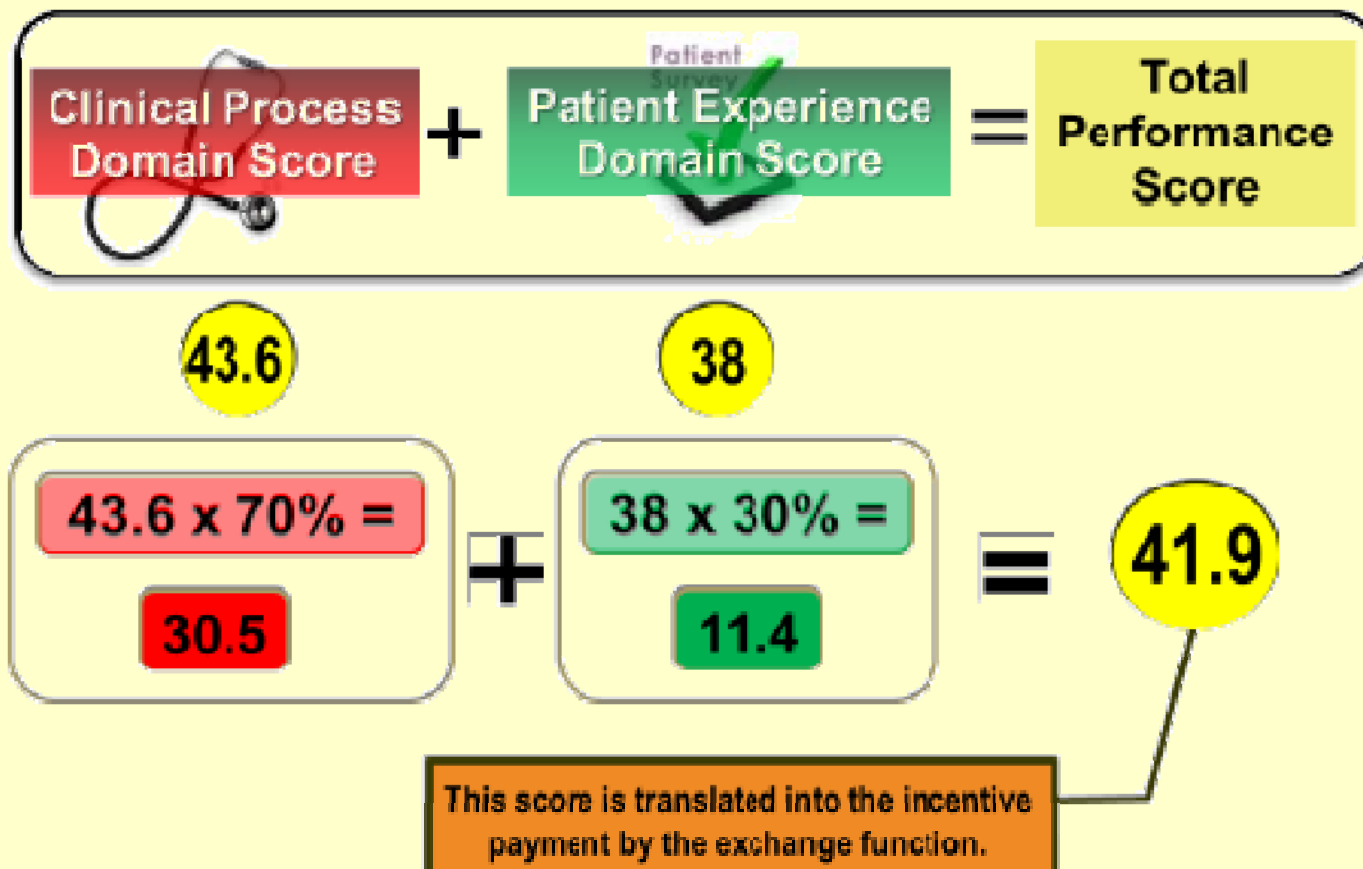 Patient
Survey
Clinical Process
Domain Score
+
Patient Experience
Domain Score
=
Total
Performance
Score
43.6
38
43.6 x 70% =
30.5
+
38 x 30% =
11.4
=
41.9
This score is translated into the incentive
payment by the exchange function.